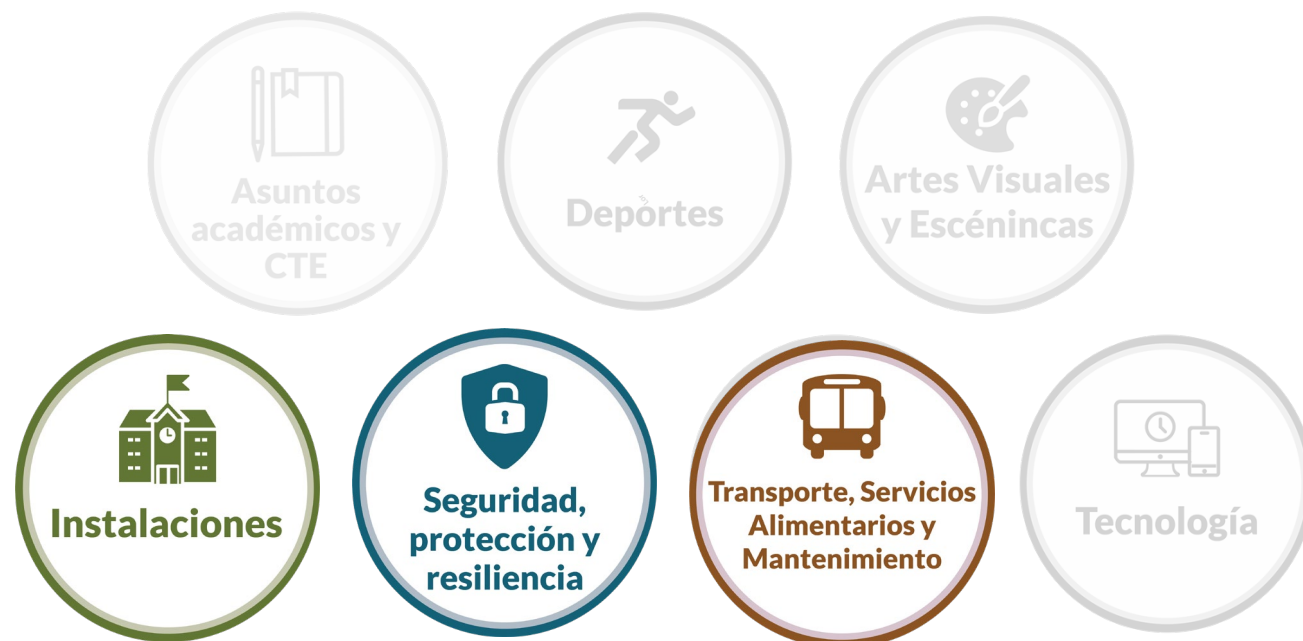 Asuntos
académicos y
CTE
Deportes
Artes Visuales
y Escénincas
Instalaciones
Seguridad,
protección y
resiliencia
Transporte, Servicios
Alimentarios y
Mantenimiento
Tecnología